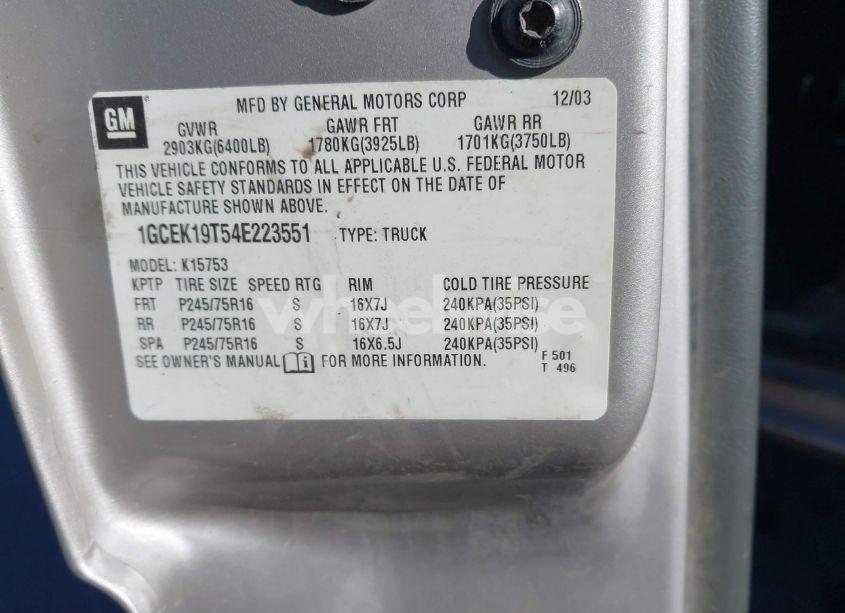 GM
MFD BY GENERAL MOTORS CORP 12/03
GVWR GAWR FRT GAWR RR
2903KG(6400LB) 1780KG(3925LB) 1701KG(3750LB)
THIS VEHICLE CONFORMS TO ALL APPLICABLE U.S. FEDERAL MOTOR
VEHICLE SAFETY STANDARDS IN EFFECT ON THE DATE OF
MANUFACTURE SHOWN ABOVE.
1GCEK19T54E223551 TYPE: TRUCK
MODEL: K15753
KPTP TIRE SIZE SPEED RTG RIM COLD TIRE PRESSURE
FRT P245/75R16 S 16X7J 240KPA(35PSI)
RR P245/75R16 S 16X7J 240KPA(35PSI)
SPA P245/75R16 S 16X6.5J 240KPA(35PSI)
SEE OWNER'S MANUAL FOR MORE INFORMATION.
F 501
T 496